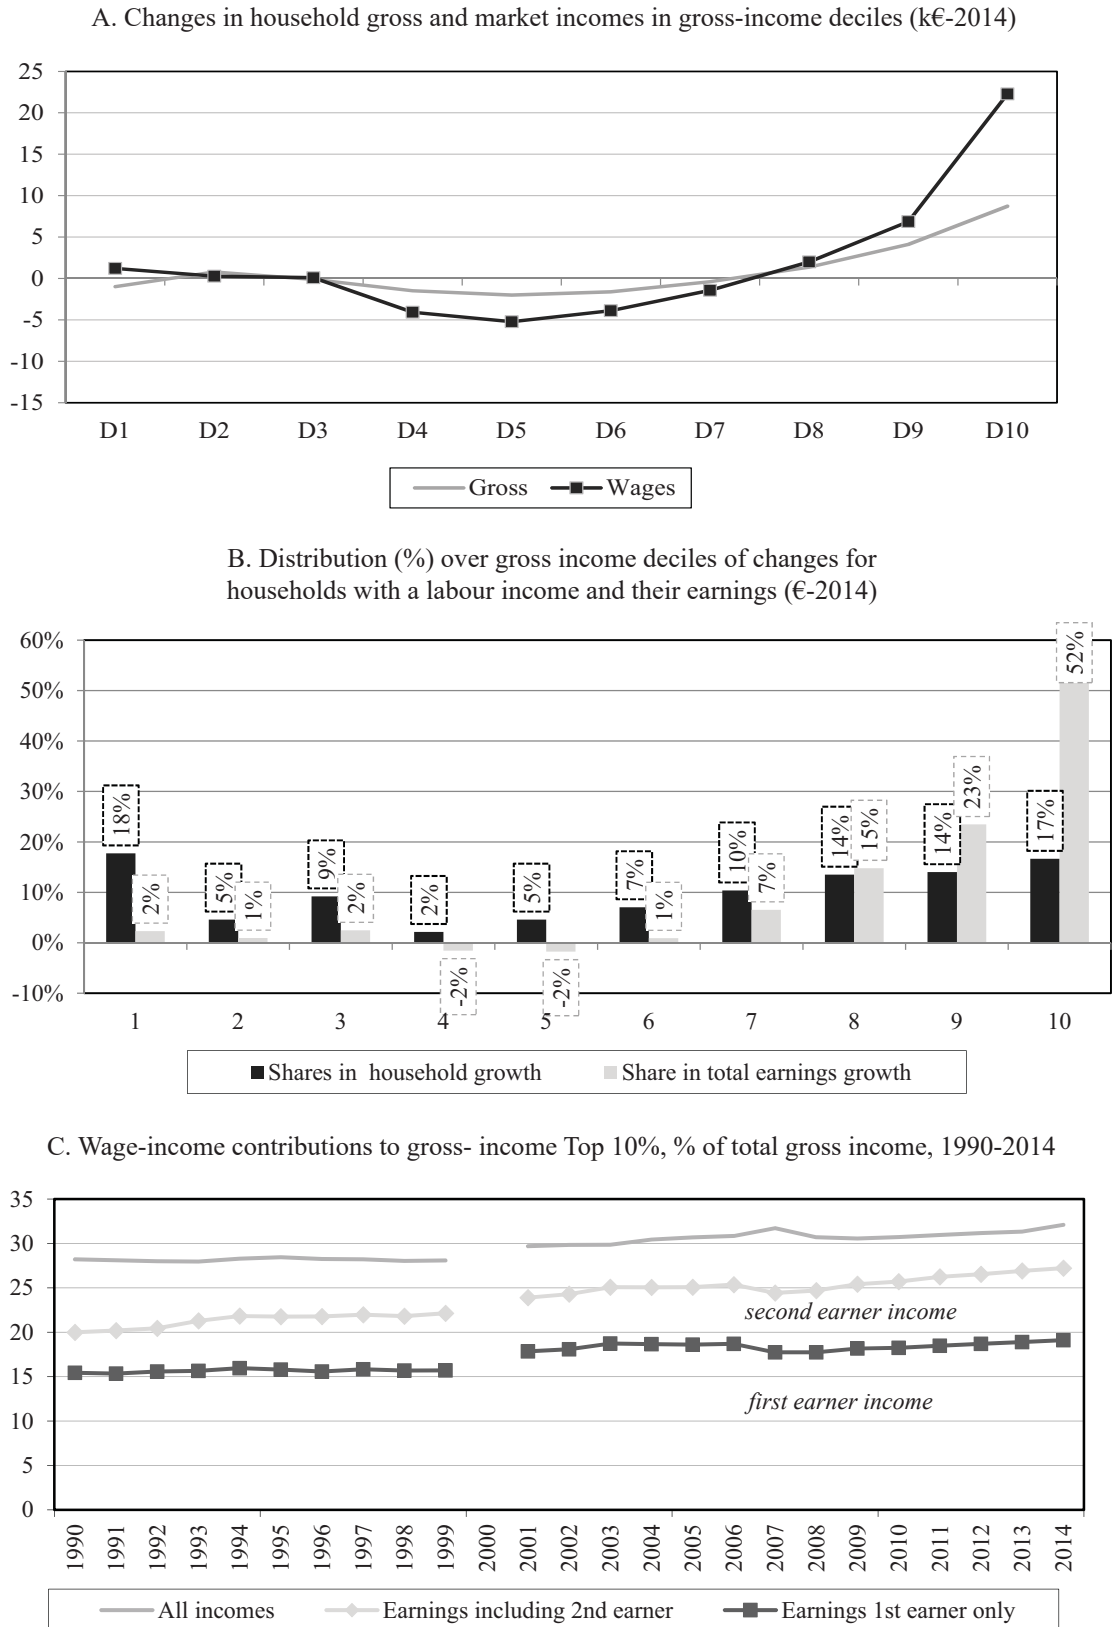 A. Changes in household gross and market incomes in gross-income deciles (k€-2014)
25
20
15
10
5
0
-5
-10
-15
D1 D2 D3 D4 D5 D6 D7 D8 D9 D10
Gross Wages
B. Distribution (%) over gross income deciles of changes for
households with a labour income and their earnings (€-2014)
60%
50%
40%
30%
20%
10%
0%
-10%
18% 2% 5% 1% 9% 2% 2% -2% 5% -2% 7% 1% 10% 7% 14% 15% 14% 23% 17% 52%
1 2 3 4 5 6 7 8 9 10
Shares in household growth Share in total earnings growth
C. Wage-income contributions to gross- income Top 10%, % of total gross income, 1990-2014
35
30
25
20
15
10
5
0
second earner income
first earner income
1990 1991 1992 1993 1994 1995 1996 1997 1998 1999 2000 2001 2002 2003 2004 2005 2006 2007 2008 2009 2010 2011 2012 2013 2014
All incomes Earnings including 2nd earner Earnings 1st earner only